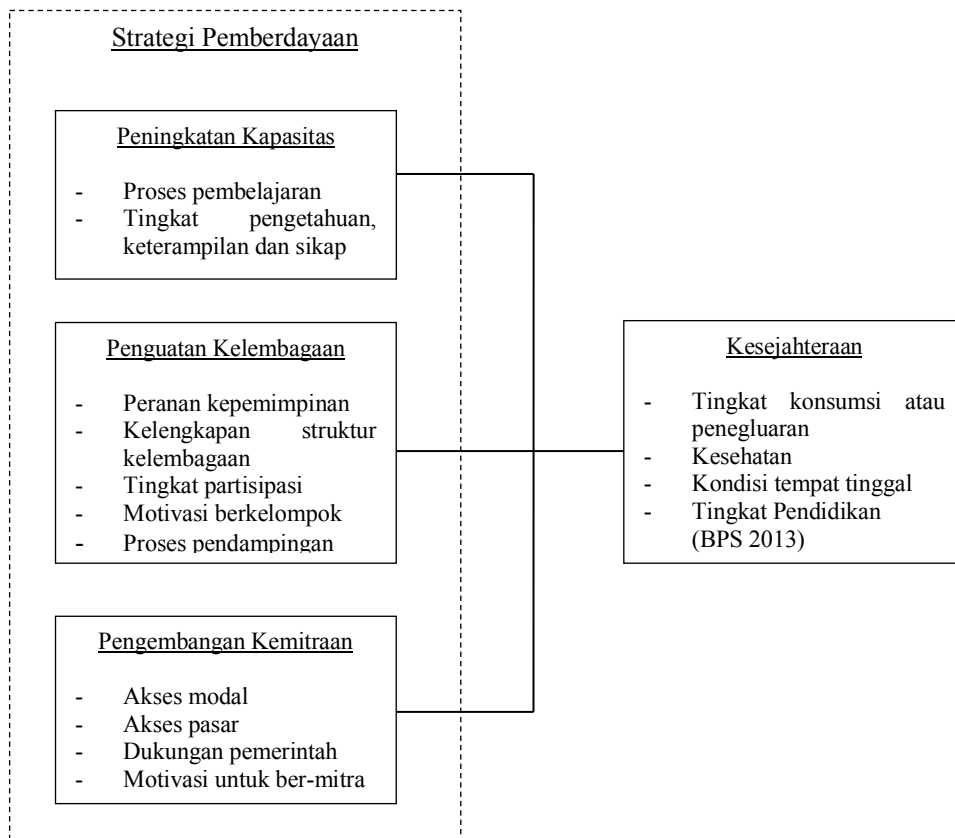 Strategi Pemberdayaan
Peningkatan Kapasitas
- Proses pembelajaran
- Tingkat pengetahuan,
keterampilan dan sikap
Penguatan Kelembagaan
- Peranan kepemimpinan
- Kelengkapan struktur
kelembagaan
- Tingkat partisipasi
- Motivasi berkelompok
- Proses pendampingan
Pengembangan Kemitraan
- Akses modal
- Akses pasar
- Dukungan pemerintah
- Motivasi untuk ber-mitra
Kesejahteraan
- Tingkat konsumsi atau
penegluaran
- Kesehatan
- Kondisi tempat tinggal
- Tingkat Pendidikan
(BPS 2013)